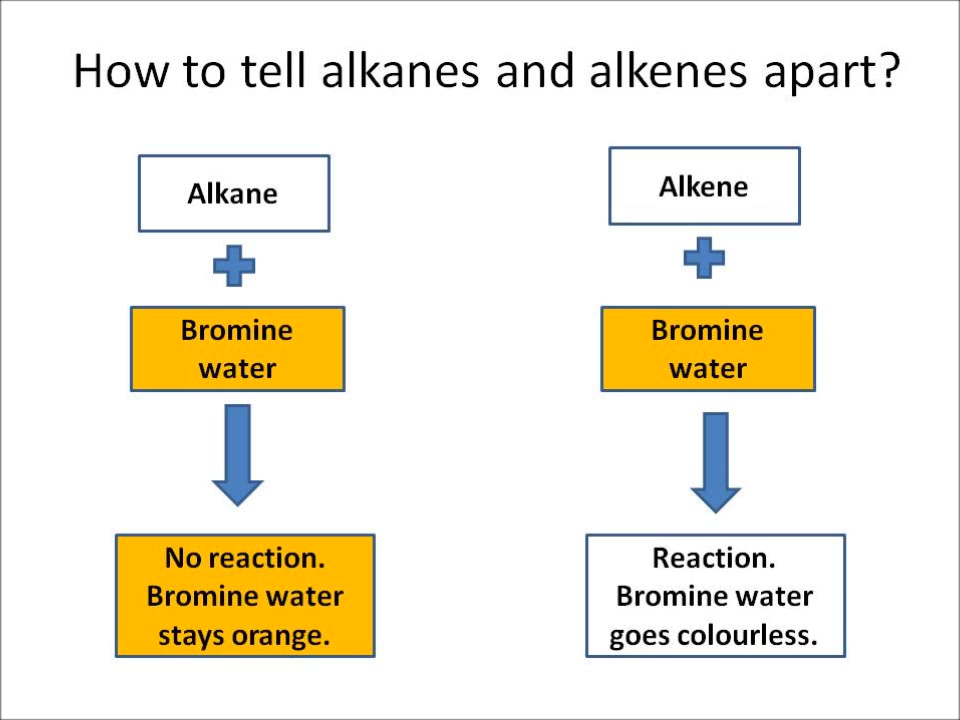 How to tell alkanes and alkenes apart?
Alkane
Bromine
water
No reaction.
Bromine water
stays orange.
Alkene
Bromine
water
Reaction.
Bromine water
goes colourless.